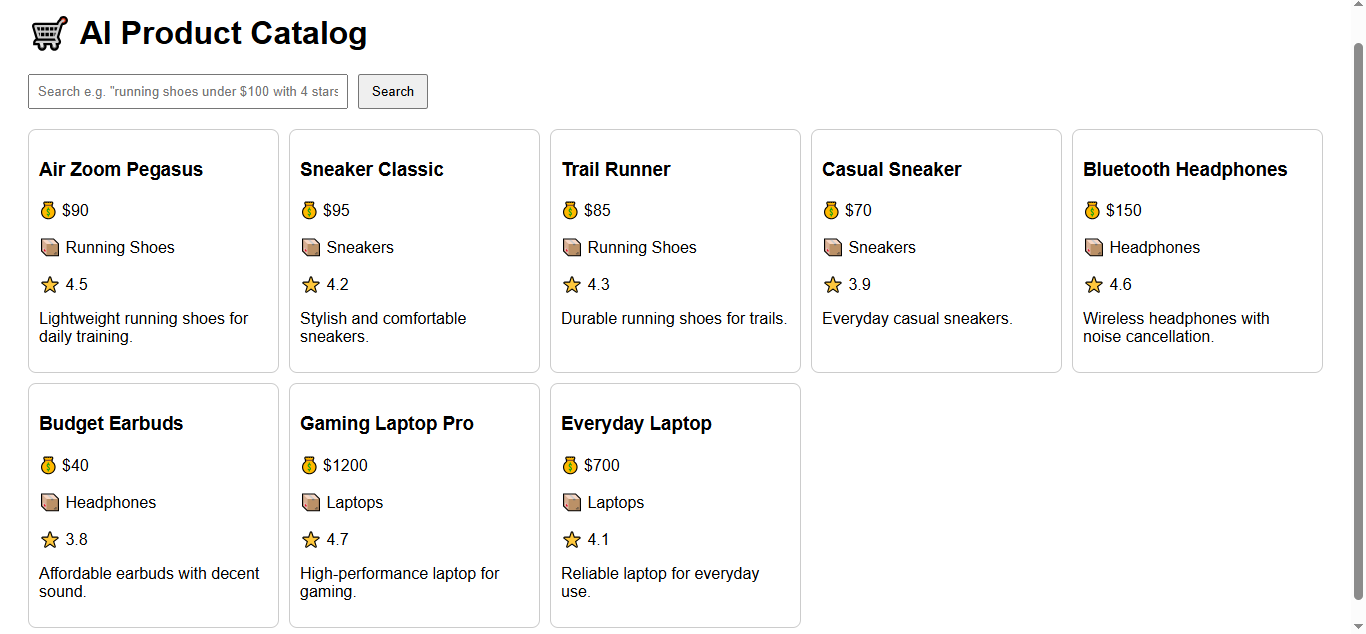 AI Product Catalog
Search e.g. "running shoes under $100 with 4 stars
Search
Air Zoom Pegasus
$90
Running Shoes
4.5
Lightweight running shoes for
daily training.
Sneaker Classic
$95
Sneakers
4.2
Stylish and comfortable
sneakers.
Trail Runner
$85
Running Shoes
4.3
Durable running shoes for trails.
Casual Sneaker
$70
Sneakers
3.9
Everyday casual sneakers.
Bluetooth Headphones
$150
Headphones
4.6
Wireless headphones with
noise cancellation.
Budget Earbuds
$40
Headphones
3.8
Affordable earbuds with decent
sound.
Gaming Laptop Pro
$1200
Laptops
4.7
High-performance laptop for
gaming.
Everyday Laptop
$700
Laptops
4.1
Reliable laptop for everyday
use.